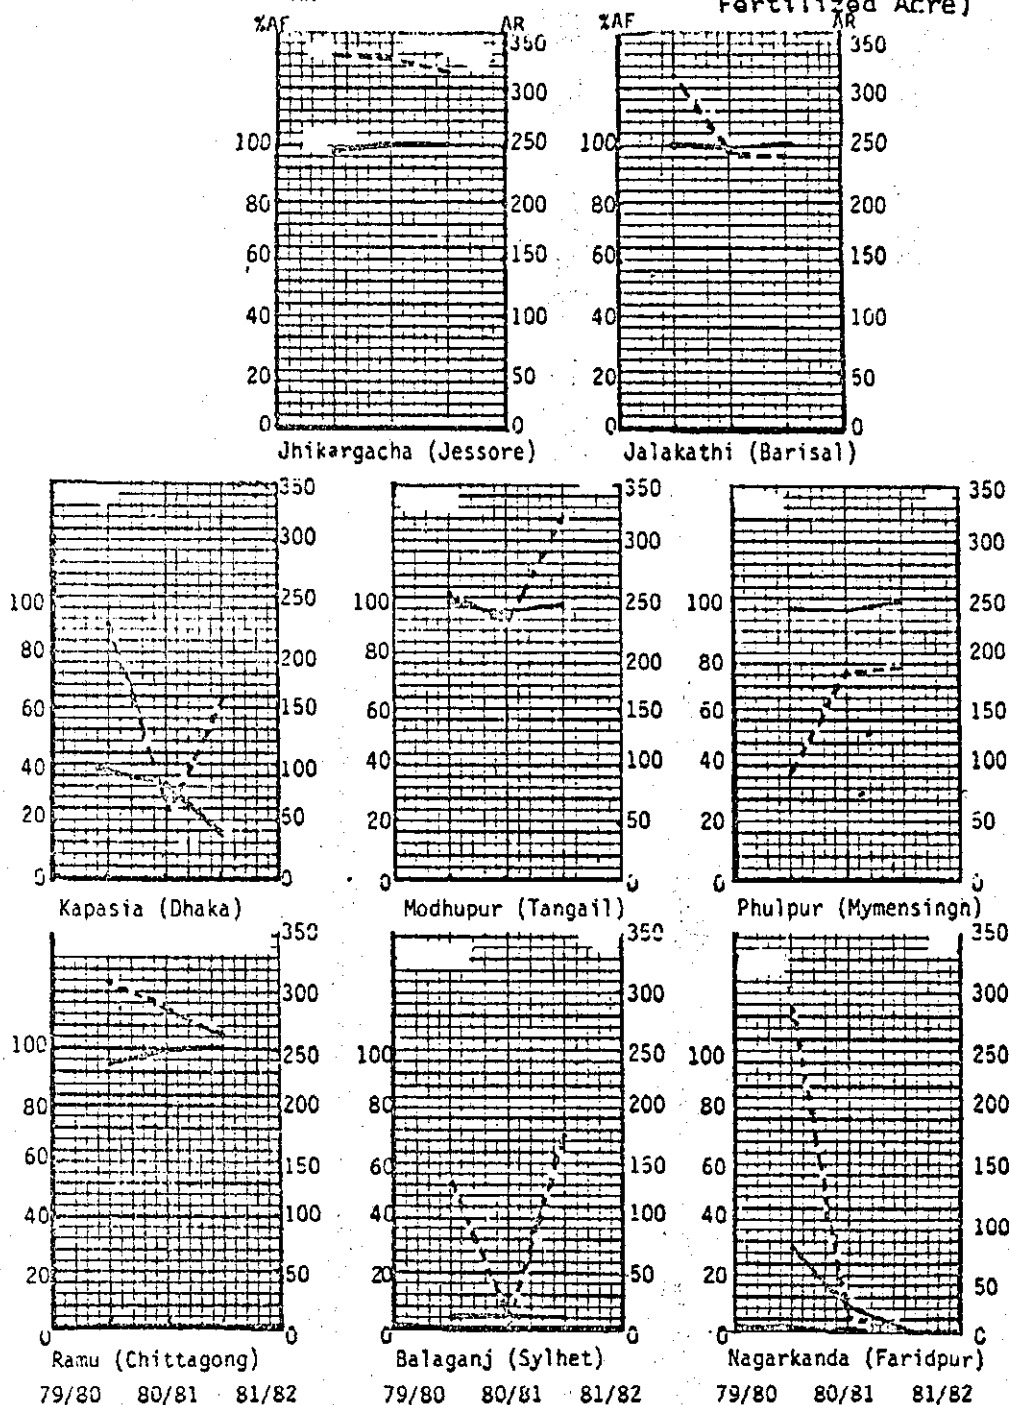 Fertilized Acre)
%AF AR %AF AR
350 350
300 300
100 250 100 250
80 200 80 200
60 150 60 150
40 100 40 100
20 50 20 50
0 0 0 0
Jhikargacha (Jessore) Jalakathi (Barisal)
350 350 350
300 300 300
100 250 100 250 100 250
80 200 80 200 80 200
60 150 60 150 60 150
40 100 40 100 40 100
20 50 20 50 20 50
0 0 0 0 0 0
Kapasia (Dhaka) Modhupur (Tangail) Phulpur (Mymensingh)
350 350 350
300 300 300
100 250 100 250 100 250
80 200 80 200 80 200
60 150 60 150 60 150
40 100 40 100 40 100
20 50 20 50 20 50
0 0 0 0 0 0
Ramu (Chittagong) Balaganj (Sylhet) Nagarkanda (Faridpur)
79/80 80/81 81/82 79/80 80/81 81/82 79/80 80/81 81/82